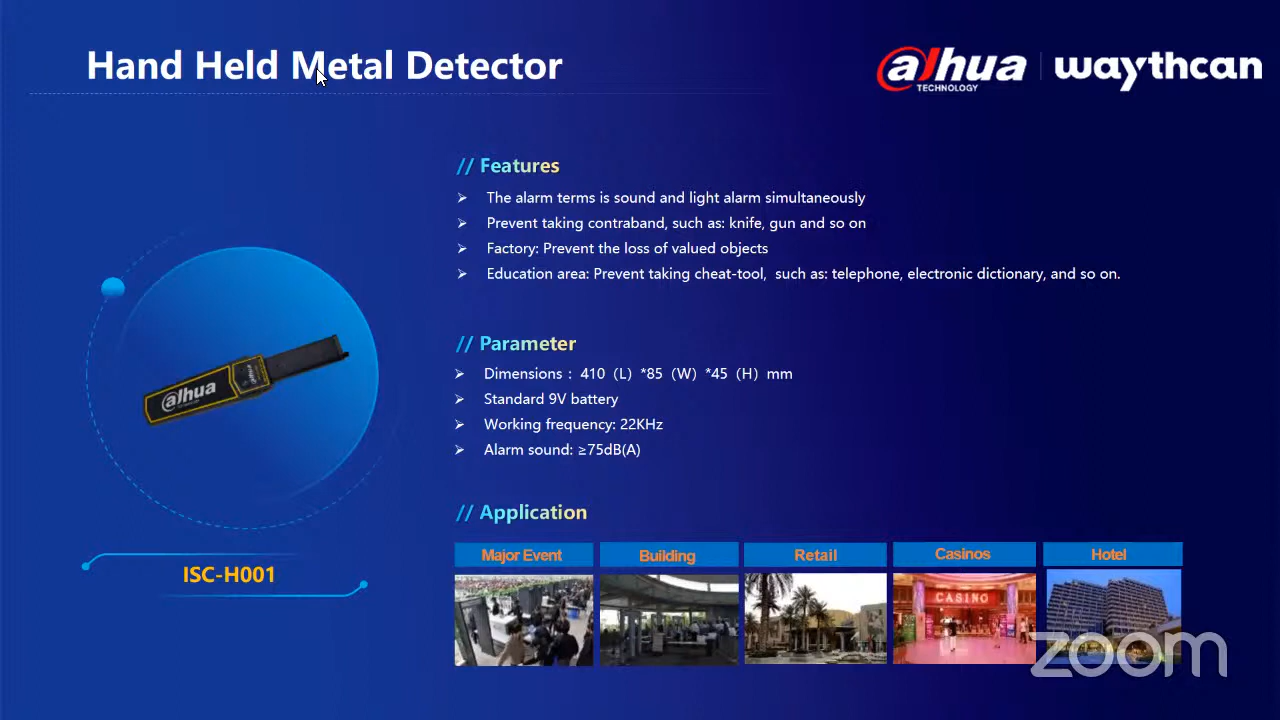 Hand Held Metal Detector
alhua
TECHNOLOGY
waythcan
// Features
➢ The alarm terms is sound and light alarm simultaneously
➢ Prevent taking contraband, such as: knife, gun and so on
➢ Factory: Prevent the loss of valued objects
➢ Education area: Prevent taking cheat-tool, such as: telephone, electronic dictionary, and so on.
alhua
// Parameter
➢ Dimensions： 410（L）*85（W）*45（H）mm
➢ Standard 9V battery
➢ Working frequency: 22KHz
➢ Alarm sound: ≥75dB(A)
ISC-H001
// Application
Major Event
Building
Retail
Casinos
Hotel
CASINO
zoom